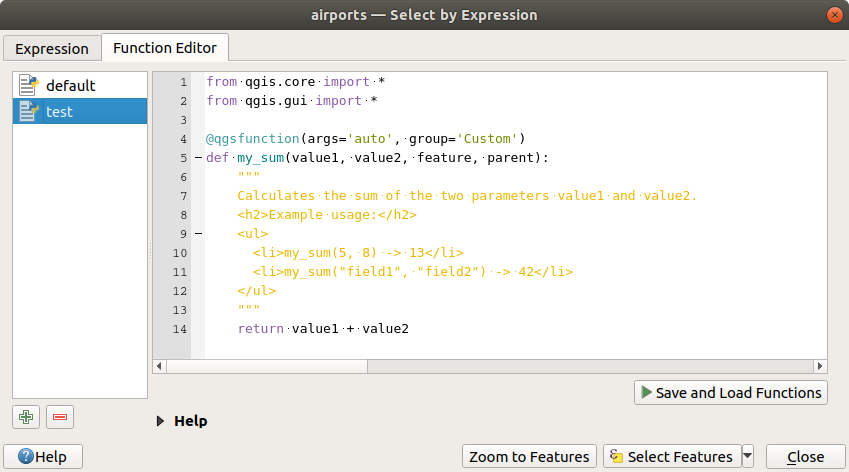 airports — Select by Expression
Expression
Function Editor
default
test
1 from qgis.core import *
2 from qgis.gui import *
3
4 @qgsfunction(args='auto', group='Custom')
5 def my_sum(value1, value2, feature, parent):
6 """
7 Calculates the sum of the two parameters value1 and value2.
8 <h2>Example usage:</h2>
9 <ul>
10 <li>my_sum(5, 8) -> 13</li>
11 <li>my_sum("field1", "field2") -> 42</li>
12 </ul>
13 """
14 return value1 + value2
Save and Load Functions
Help
Help
Zoom to Features
Select Features
Close